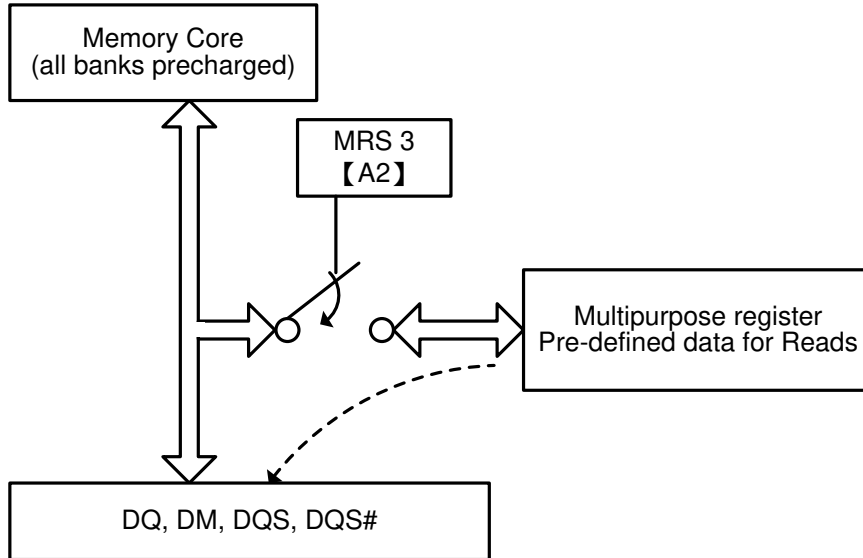 Memory Core
(all banks precharged)
MRS 3
【A2】
Multipurpose register
Pre-defined data for Reads
DQ, DM, DQS, DQS#